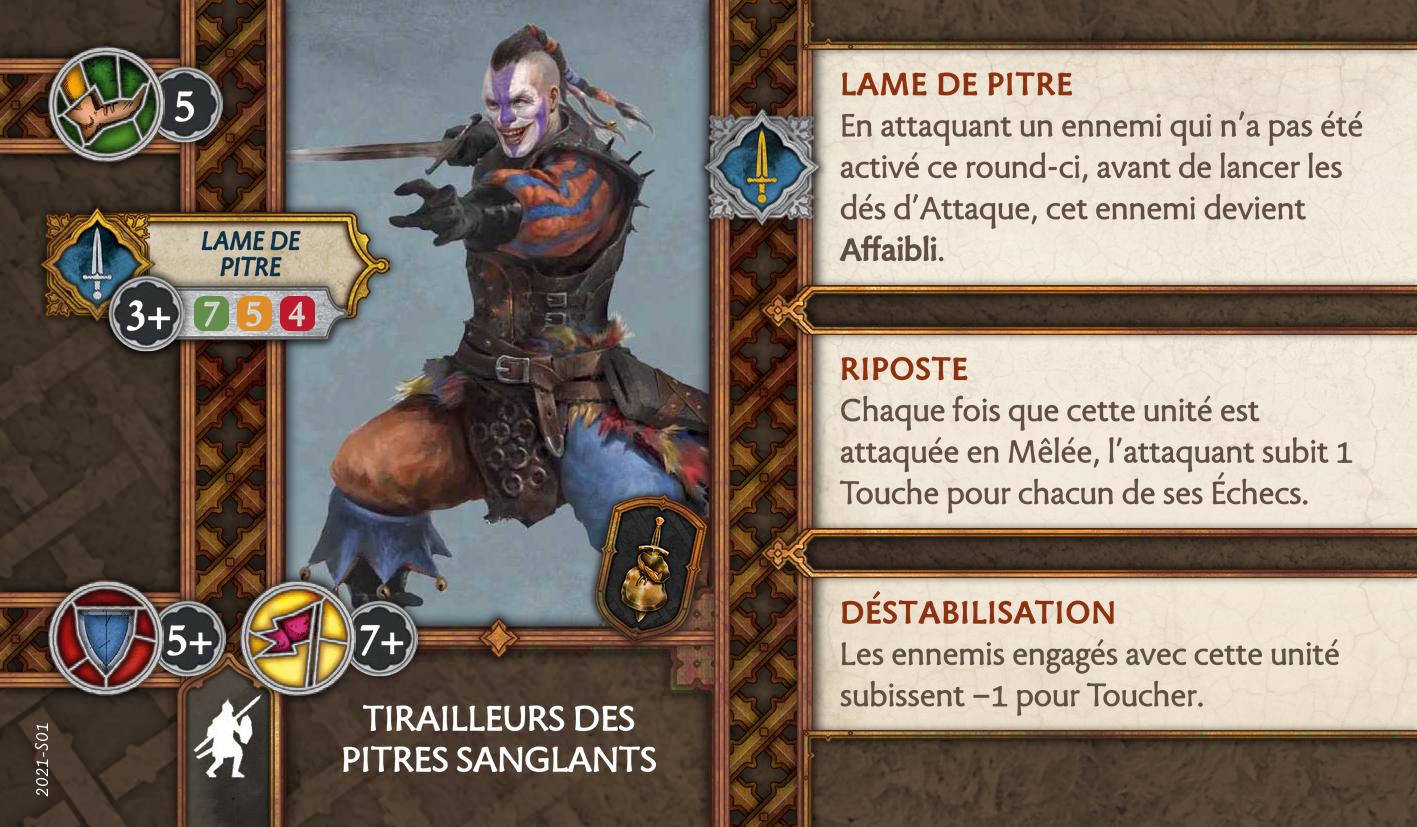 5
LAME DE
PITRE
3+ 7 5 4
5+ 7+
TIRAILLEURS DES
PITRES SANGLANTS
2021-S01
LAME DE PITRE
En attaquant un ennemi qui n’a pas été
activé ce round-ci, avant de lancer les
dés d’Attaque, cet ennemi devient
Affaibli.
RIPOSTE
Chaque fois que cette unité est
attaquée en Mêlée, l’attaquant subit 1
Touche pour chacun de ses Échecs.
DÉSTABILISATION
Les ennemis engagés avec cette unité
subissent –1 pour Toucher.